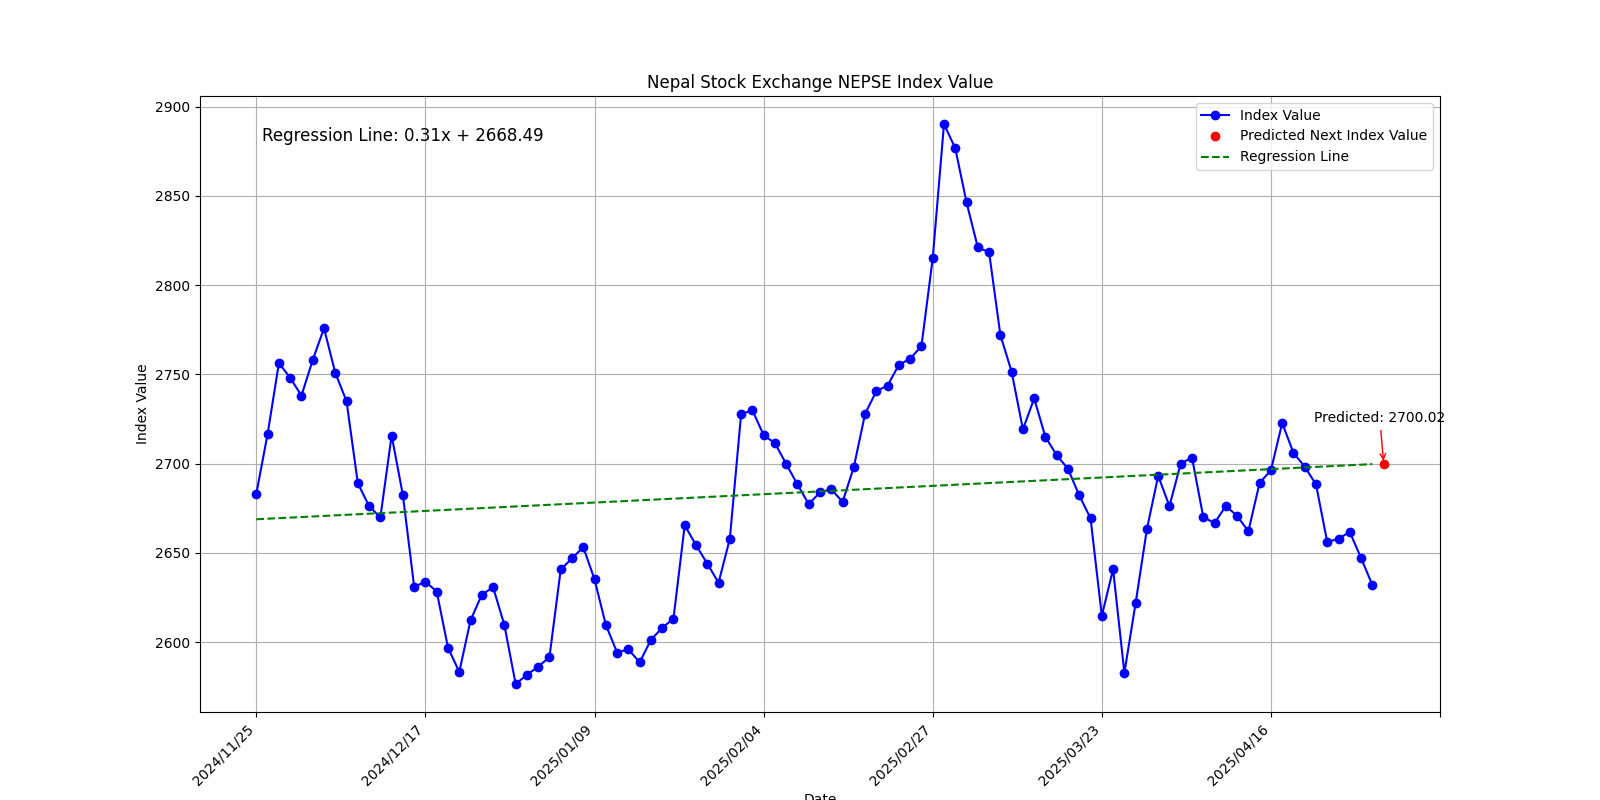 Nepal Stock Exchange NEPSE Index Value
Regression Line: 0.31x + 2668.49
Index Value
Predicted Next Index Value
Regression Line
2900
2850
2800
2750
2700
2650
2600
Index Value
Predicted: 2700.02
2024/11/25
2024/12/17
2025/01/09
2025/02/04
2025/02/27
2025/03/23
2025/04/16
Date